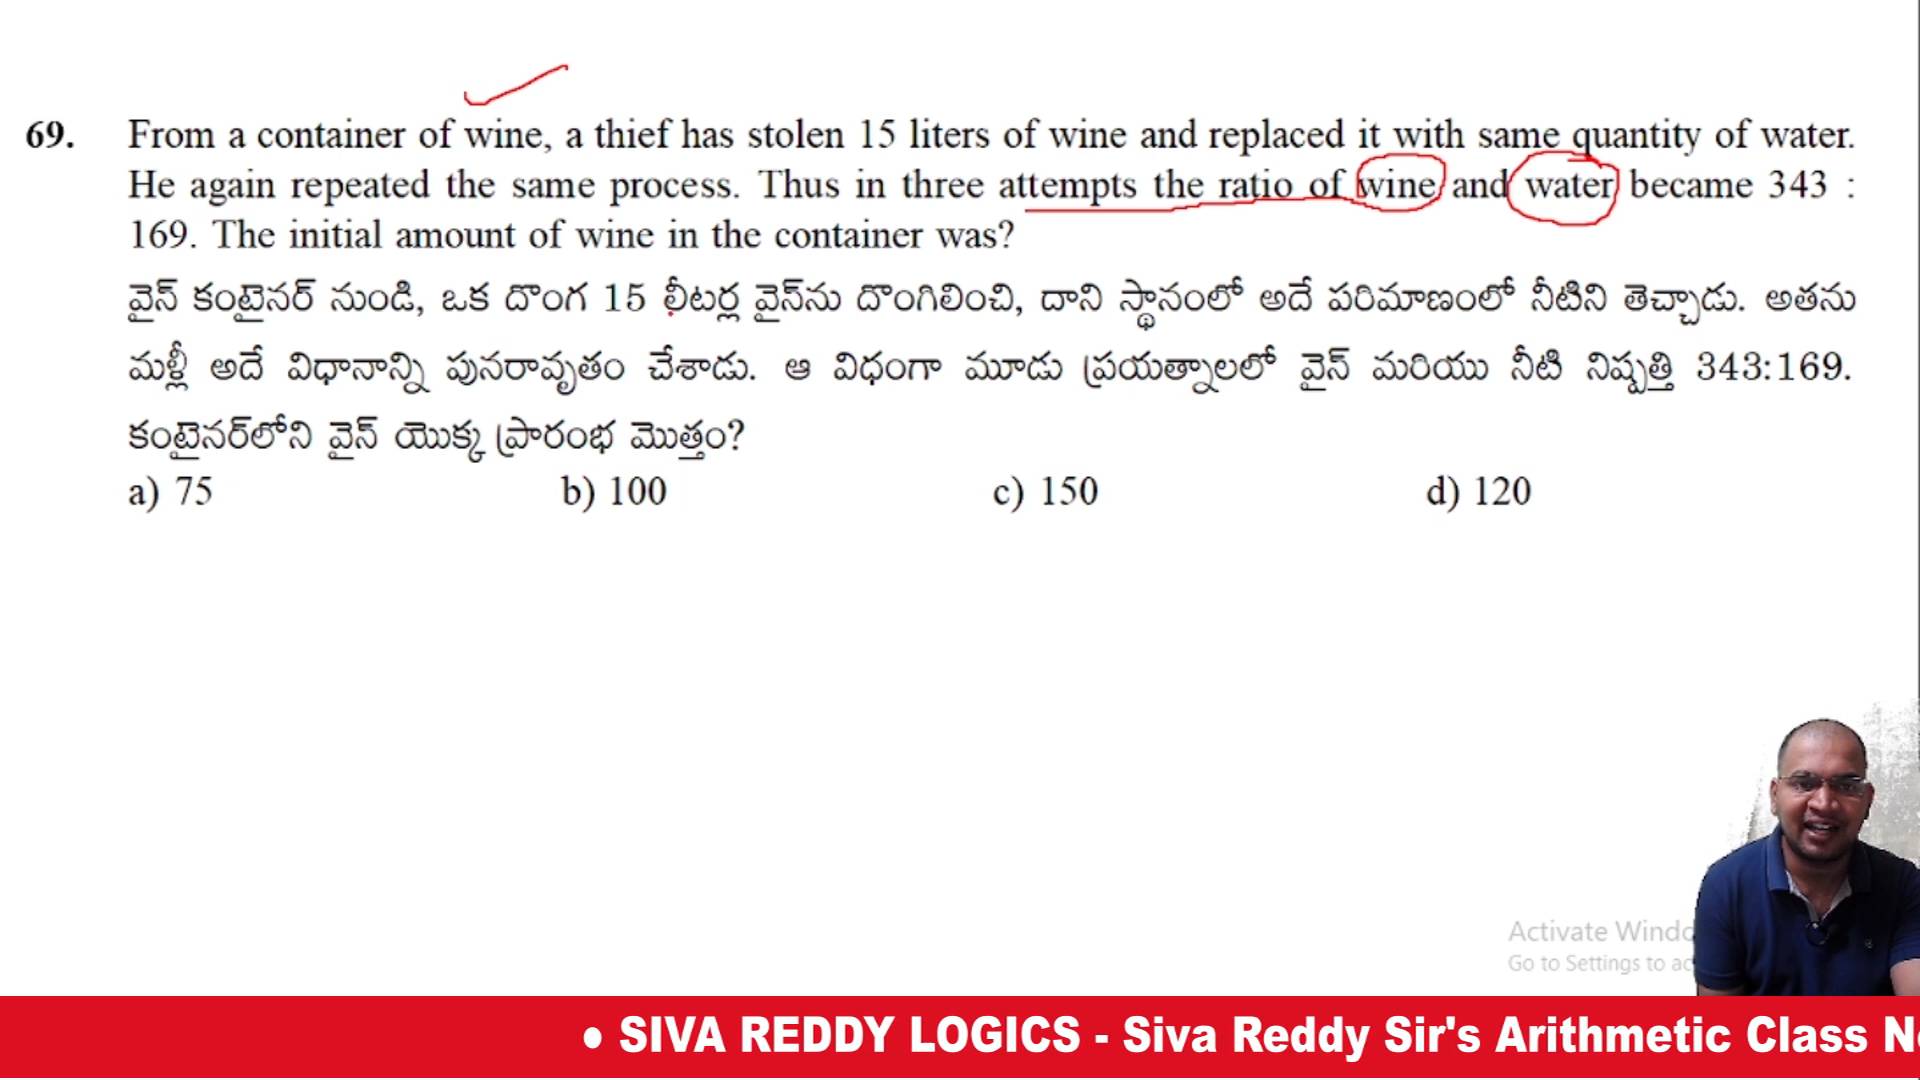 69. From a container of wine, a thief has stolen 15 liters of wine and replaced it with same quantity of water.
He again repeated the same process. Thus in three attempts the ratio of wine and water became 343 :
169. The initial amount of wine in the container was?
వైన్ కంటైనర్ నుండి, ఒక దొంగ 15 లీటర్ల వైన్‌ను దొంగిలించి, దాని స్థానంలో అదే పరిమాణంలో నీటిని తెచ్చాడు. అతను
మళ్లీ అదే విధానాన్ని పునరావృతం చేశాడు. ఆ విధంగా మూడు ప్రయత్నాలలో వైన్ మరియు నీటి నిష్పత్తి 343:169.
కంటైనర్‌లోని వైన్ యొక్క ప్రారంభ మొత్తం?
a) 75 b) 100 c) 150 d) 120
Activate Windo
Go to Settings to ac
• SIVA REDDY LOGICS - Siva Reddy Sir's Arithmetic Class N